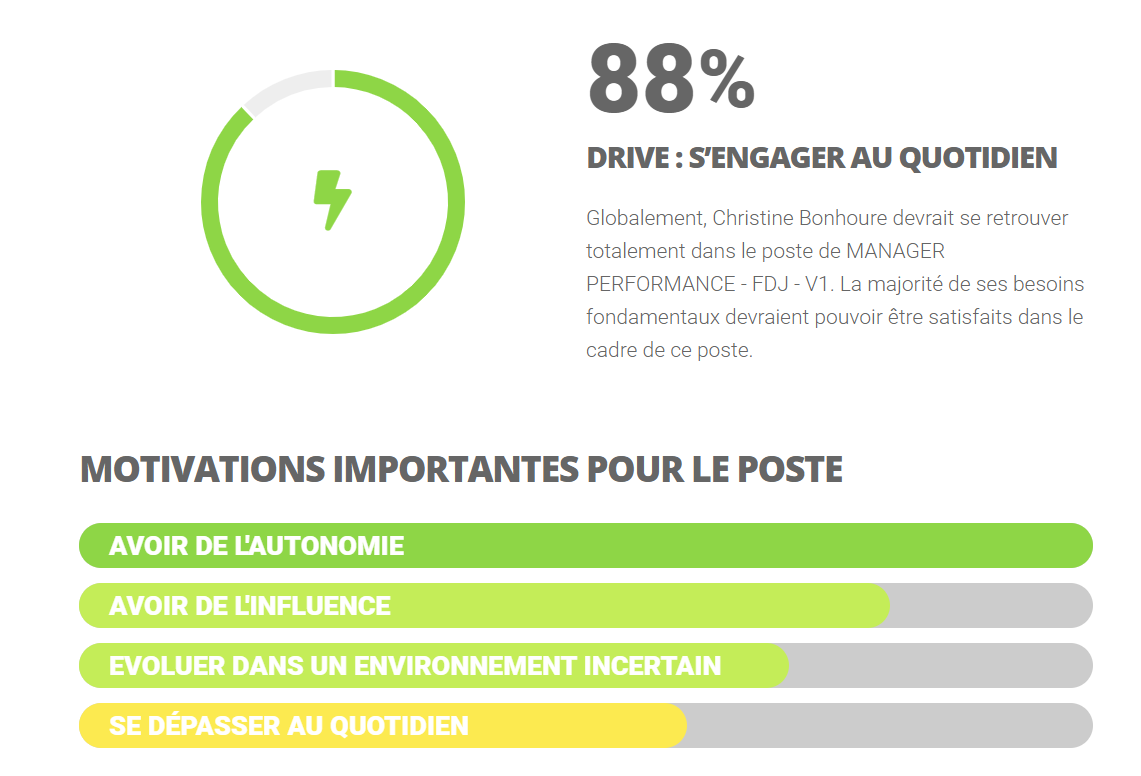 88%
DRIVE : S’ENGAGER AU QUOTIDIEN
Globalement, Christine Bonhoure devrait se retrouver
totalement dans le poste de MANAGER
PERFORMANCE - FDJ - V1. La majorité de ses besoins
fondamentaux devraient pouvoir être satisfaits dans le
cadre de ce poste.
MOTIVATIONS IMPORTANTES POUR LE POSTE
AVOIR DE L'AUTONOMIE
AVOIR DE L'INFLUENCE
EVOLUER DANS UN ENVIRONNEMENT INCERTAIN
SE DÉPASSER AU QUOTIDIEN